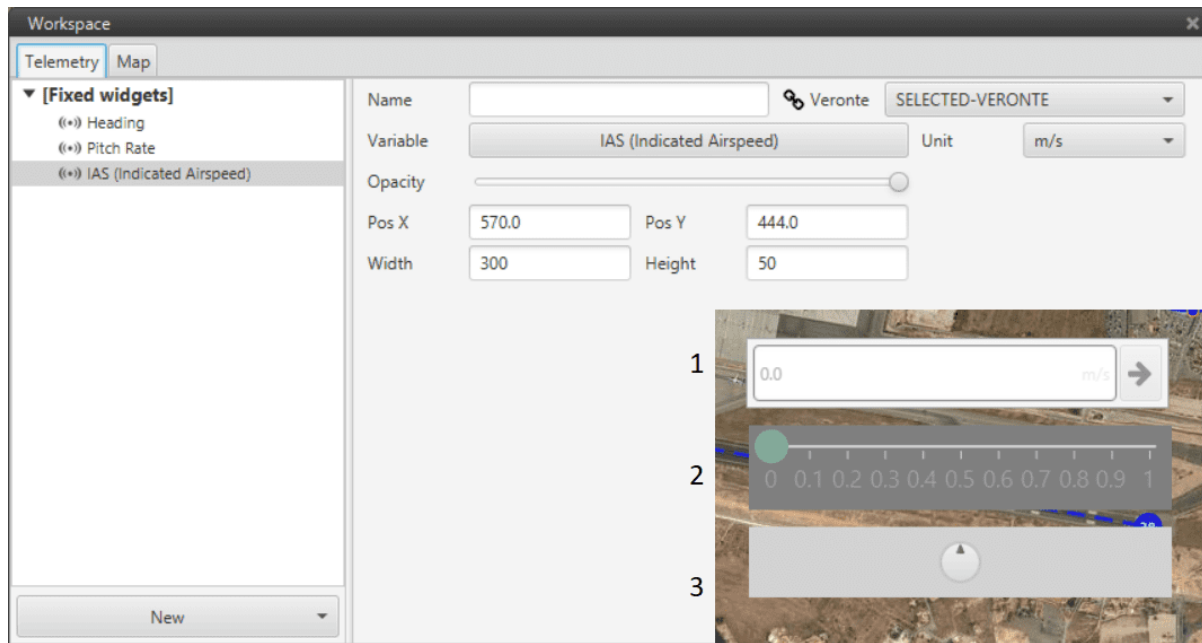 Workspace
Telemetry Map
[Fixed widgets]
Heading
Pitch Rate
IAS (Indicated Airspeed)
Name Veronte SELECTED-VERONTE
Variable IAS (Indicated Airspeed) Unit m/s
Opacity
Pos X 570.0 Pos Y 444.0
Width 300 Height 50
1 0.0 m/s
2 0 0.1 0.2 0.3 0.4 0.5 0.6 0.7 0.8 0.9 1
3
New